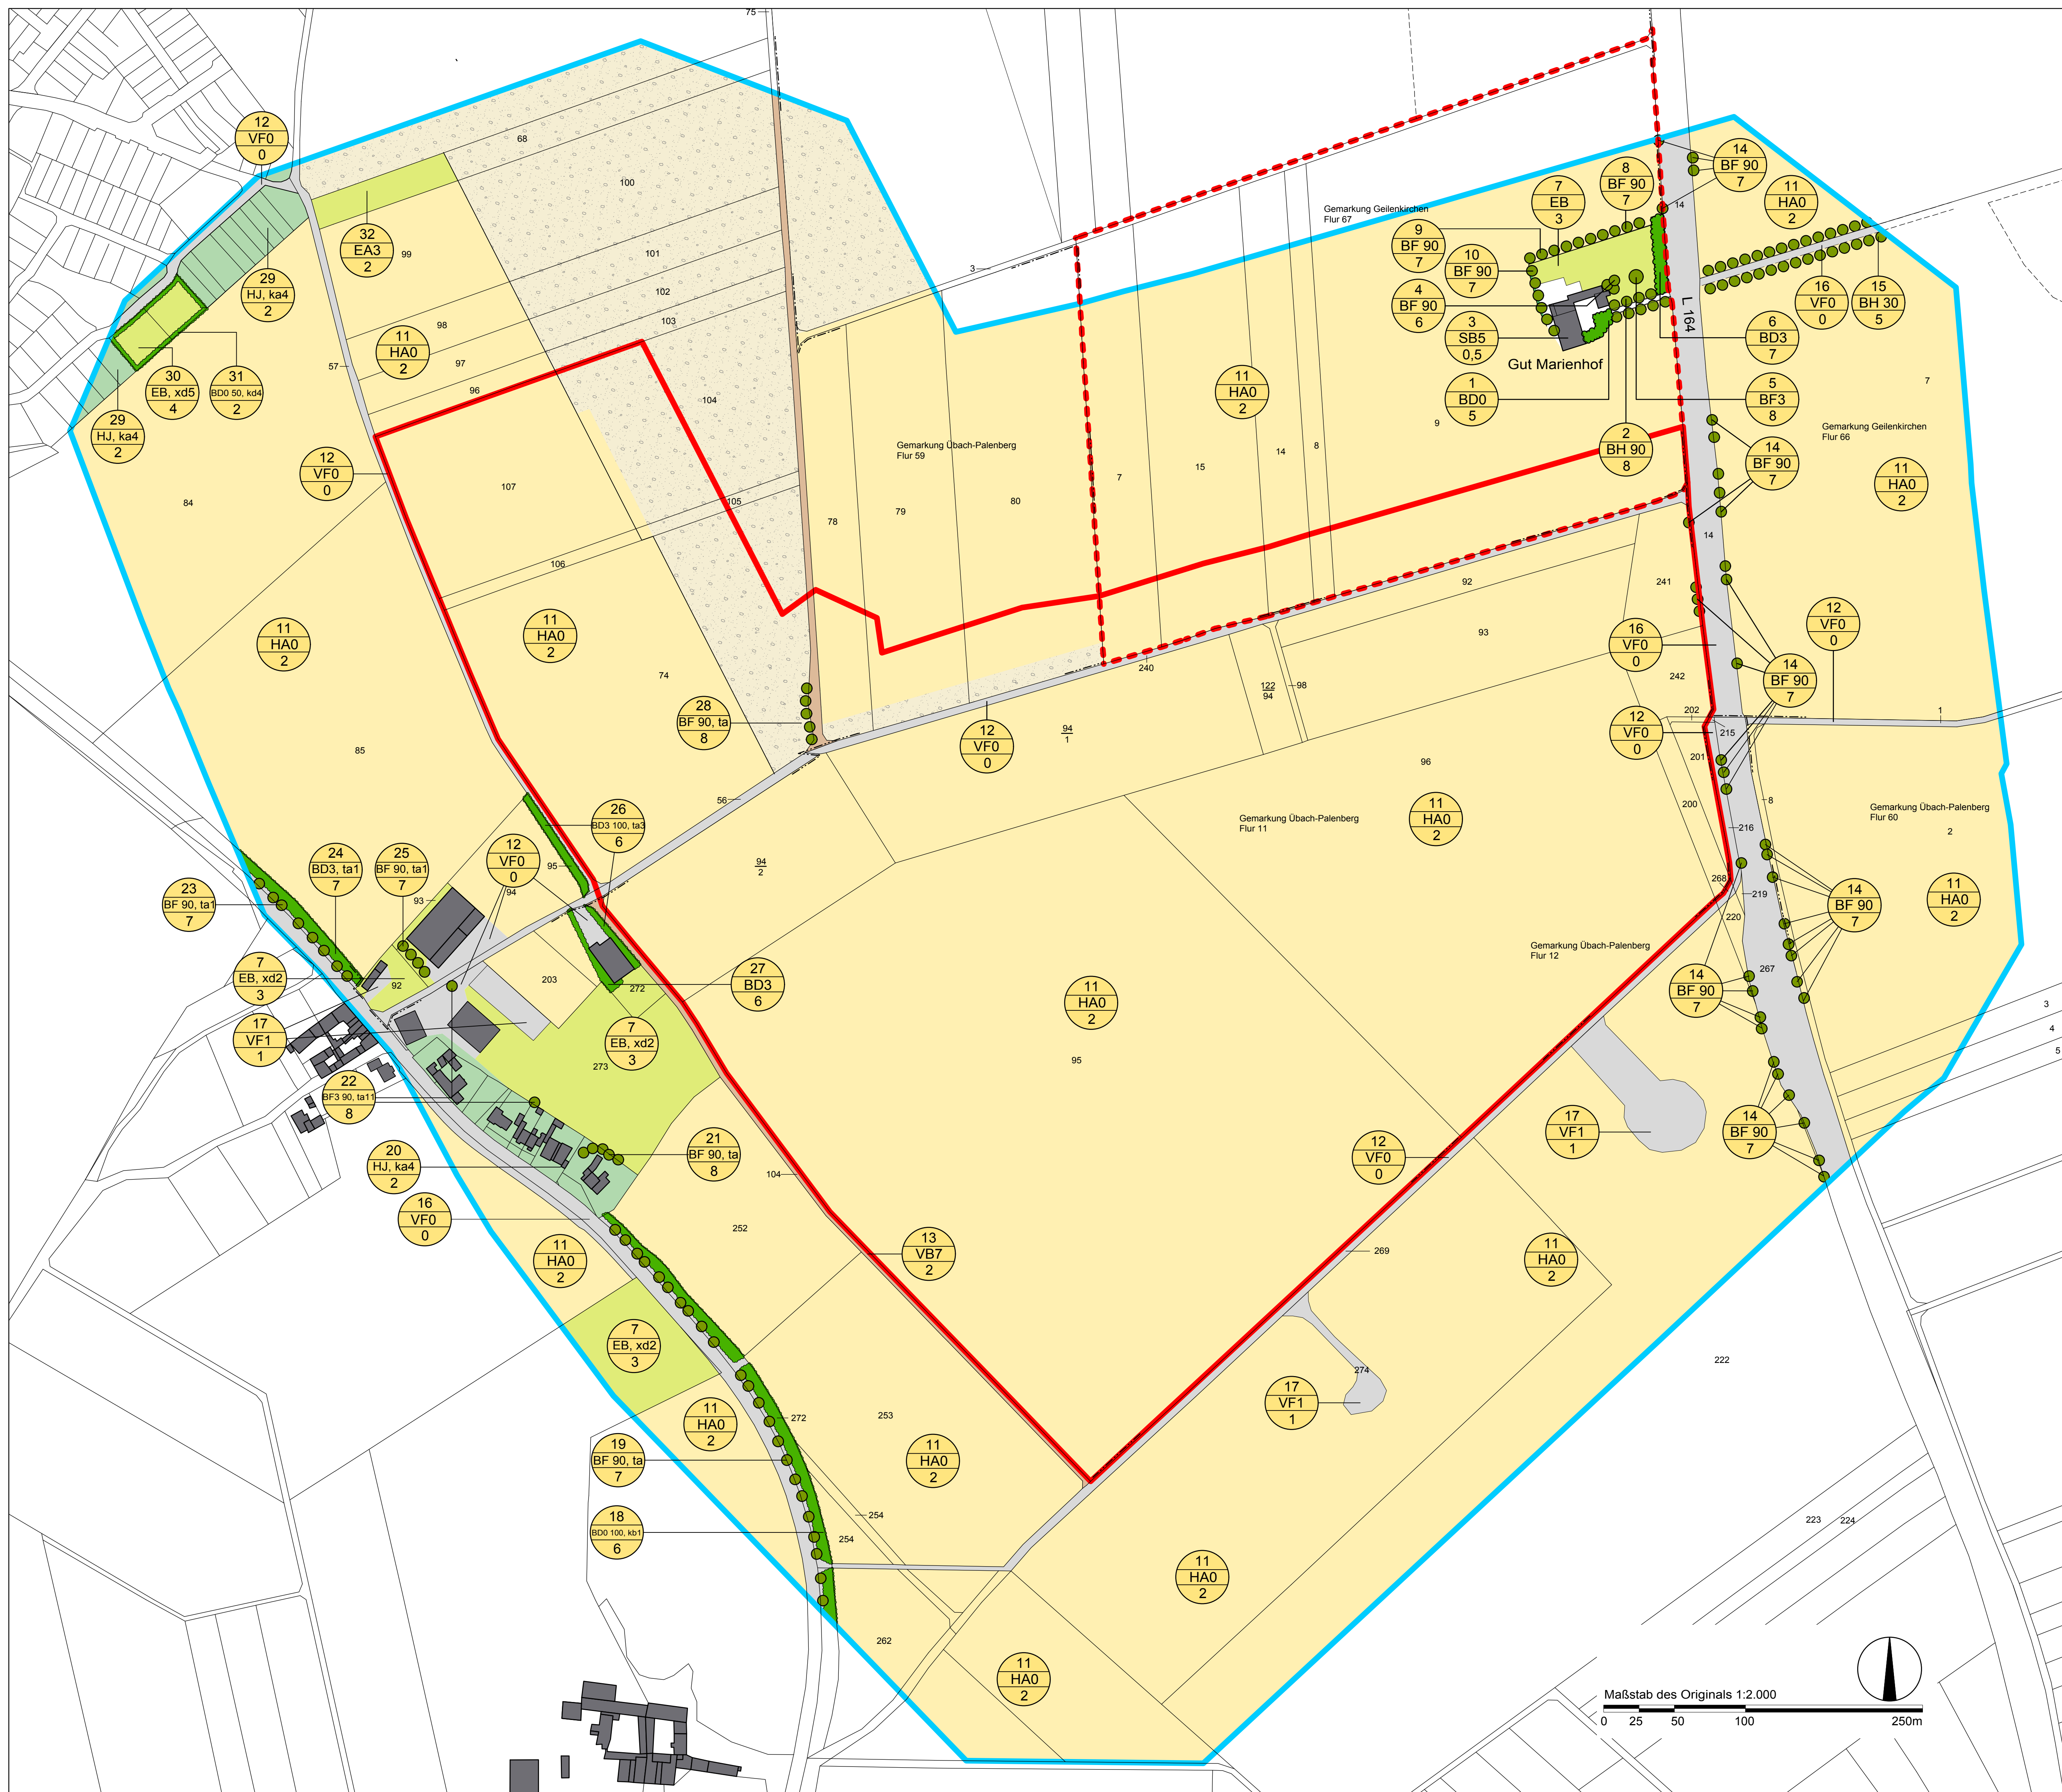 75
12
VF0
0
68
100
32
EA3
2
99
101
29
HJ, ka4
2
102
98
103
11
HA0
2
57
97
96
104
30
EB, xd5
4
31
BD0 50, kd4
2
29
HJ, ka4
2
12
VF0
0
84
107
105
106
3
Gemarkung Übach-Palenberg
Flur 59
78
79
80
7
15
14
8
9
11
HA0
2
Gemarkung Geilenkirchen
Flur 67
7
EB
3
8
BF 90
7
14
BF 90
7
14
11
HA0
2
9
BF 90
7
10
BF 90
7
4
BF 90
6
3
SB5
0,5
Gut Marienhof
1
BD0
5
L 164
16
VF0
0
15
BH 30
5
6
BD3
7
5
BF3
8
7
2
BH 90
8
Gemarkung Geilenkirchen
Flur 66
14
BF 90
7
11
HA0
2
14
11
HA0
2
11
HA0
2
74
85
28
BF 90, ta
8
12
VF0
0
240
94
1
122
94
98
92
93
241
16
VF0
0
242
12
VF0
0
202
215
201
200
14
BF 90
7
12
VF0
0
1
56
96
Gemarkung Übach-Palenberg
Flur 11
11
HA0
2
8
216
Gemarkung Übach-Palenberg
Flur 60
2
26
BD3 100, ta3
6
24
BD3, ta1
7
25
BF 90, ta1
7
12
VF0
0
95
94
2
23
BF 90, ta1
7
93
94
268
219
220
14
BF 90
7
11
HA0
2
Gemarkung Übach-Palenberg
Flur 12
7
EB, xd2
3
92
203
272
27
BD3
6
267
14
BF 90
7
11
HA0
2
17
VF1
1
7
EB, xd2
3
273
95
3
4
5
22
BF3 90, ta11
8
17
VF1
1
14
BF 90
7
20
HJ, ka4
2
21
BF 90, ta
8
104
12
VF0
0
16
VF0
0
252
13
VB7
2
269
11
HA0
2
11
HA0
2
7
EB, xd2
3
222
274
17
VF1
1
11
HA0
2
272
253
19
BF 90, ta
7
11
HA0
2
18
BD0 100, kb1
6
254
254
223
224
11
HA0
2
262
11
HA0
2
Maßstab des Originals 1:2.000
0 25 50 100 250m